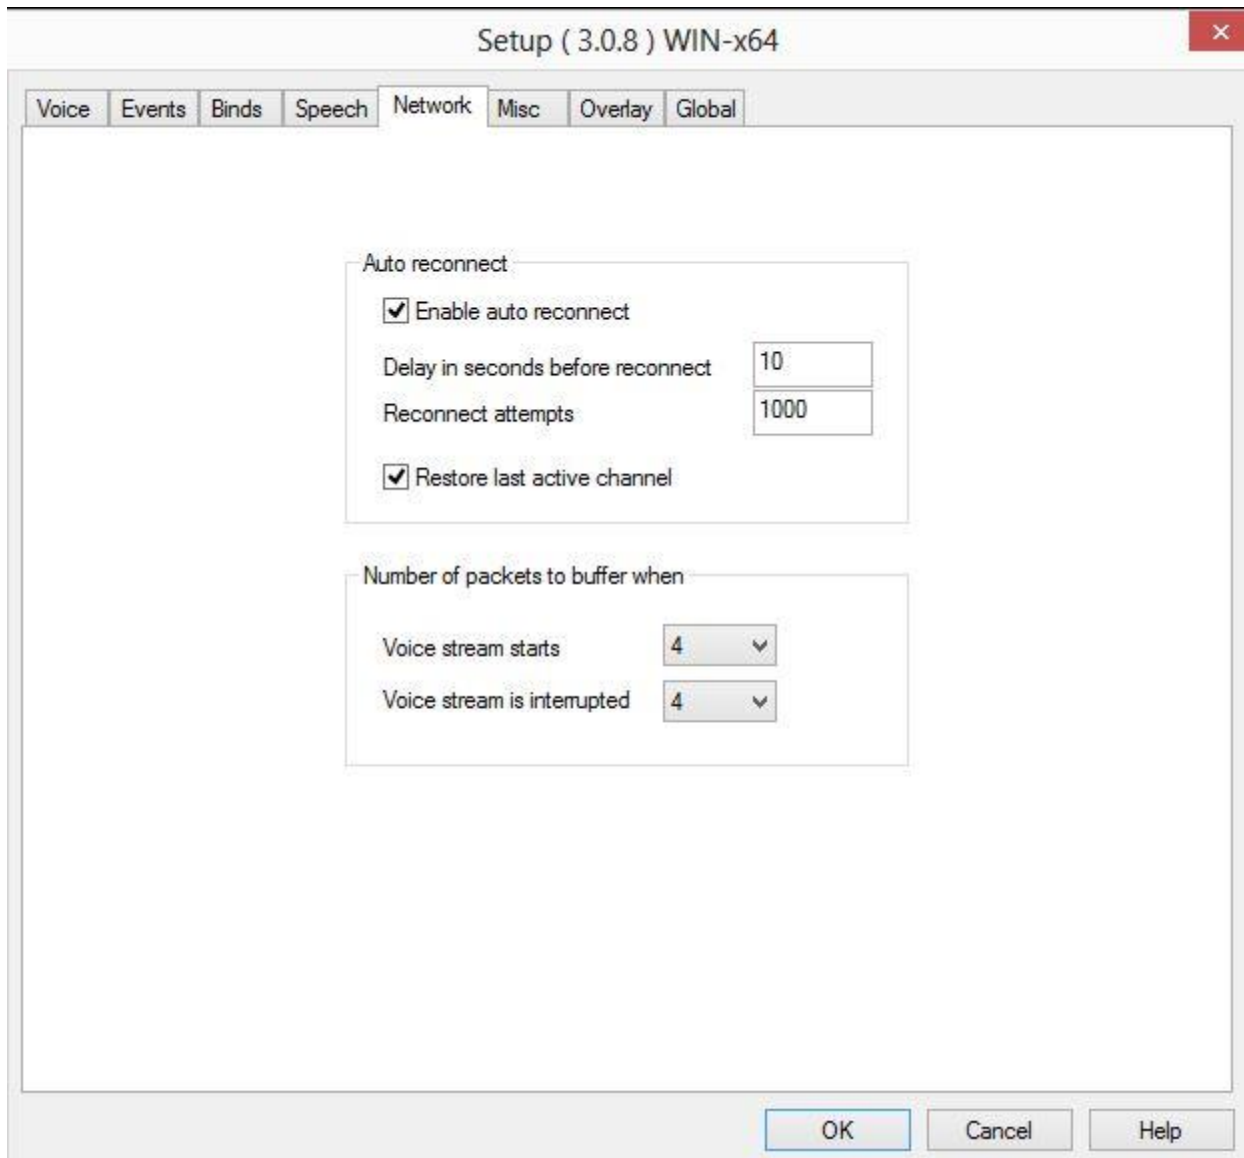 Setup ( 3.0.8 ) WIN-x64
Voice Events Binds Speech Network Misc Overlay Global
Auto reconnect
Enable auto reconnect
Delay in seconds before reconnect 10
Reconnect attempts 1000
Restore last active channel
Number of packets to buffer when
Voice stream starts 4
Voice stream is interrupted 4
OK Cancel Help